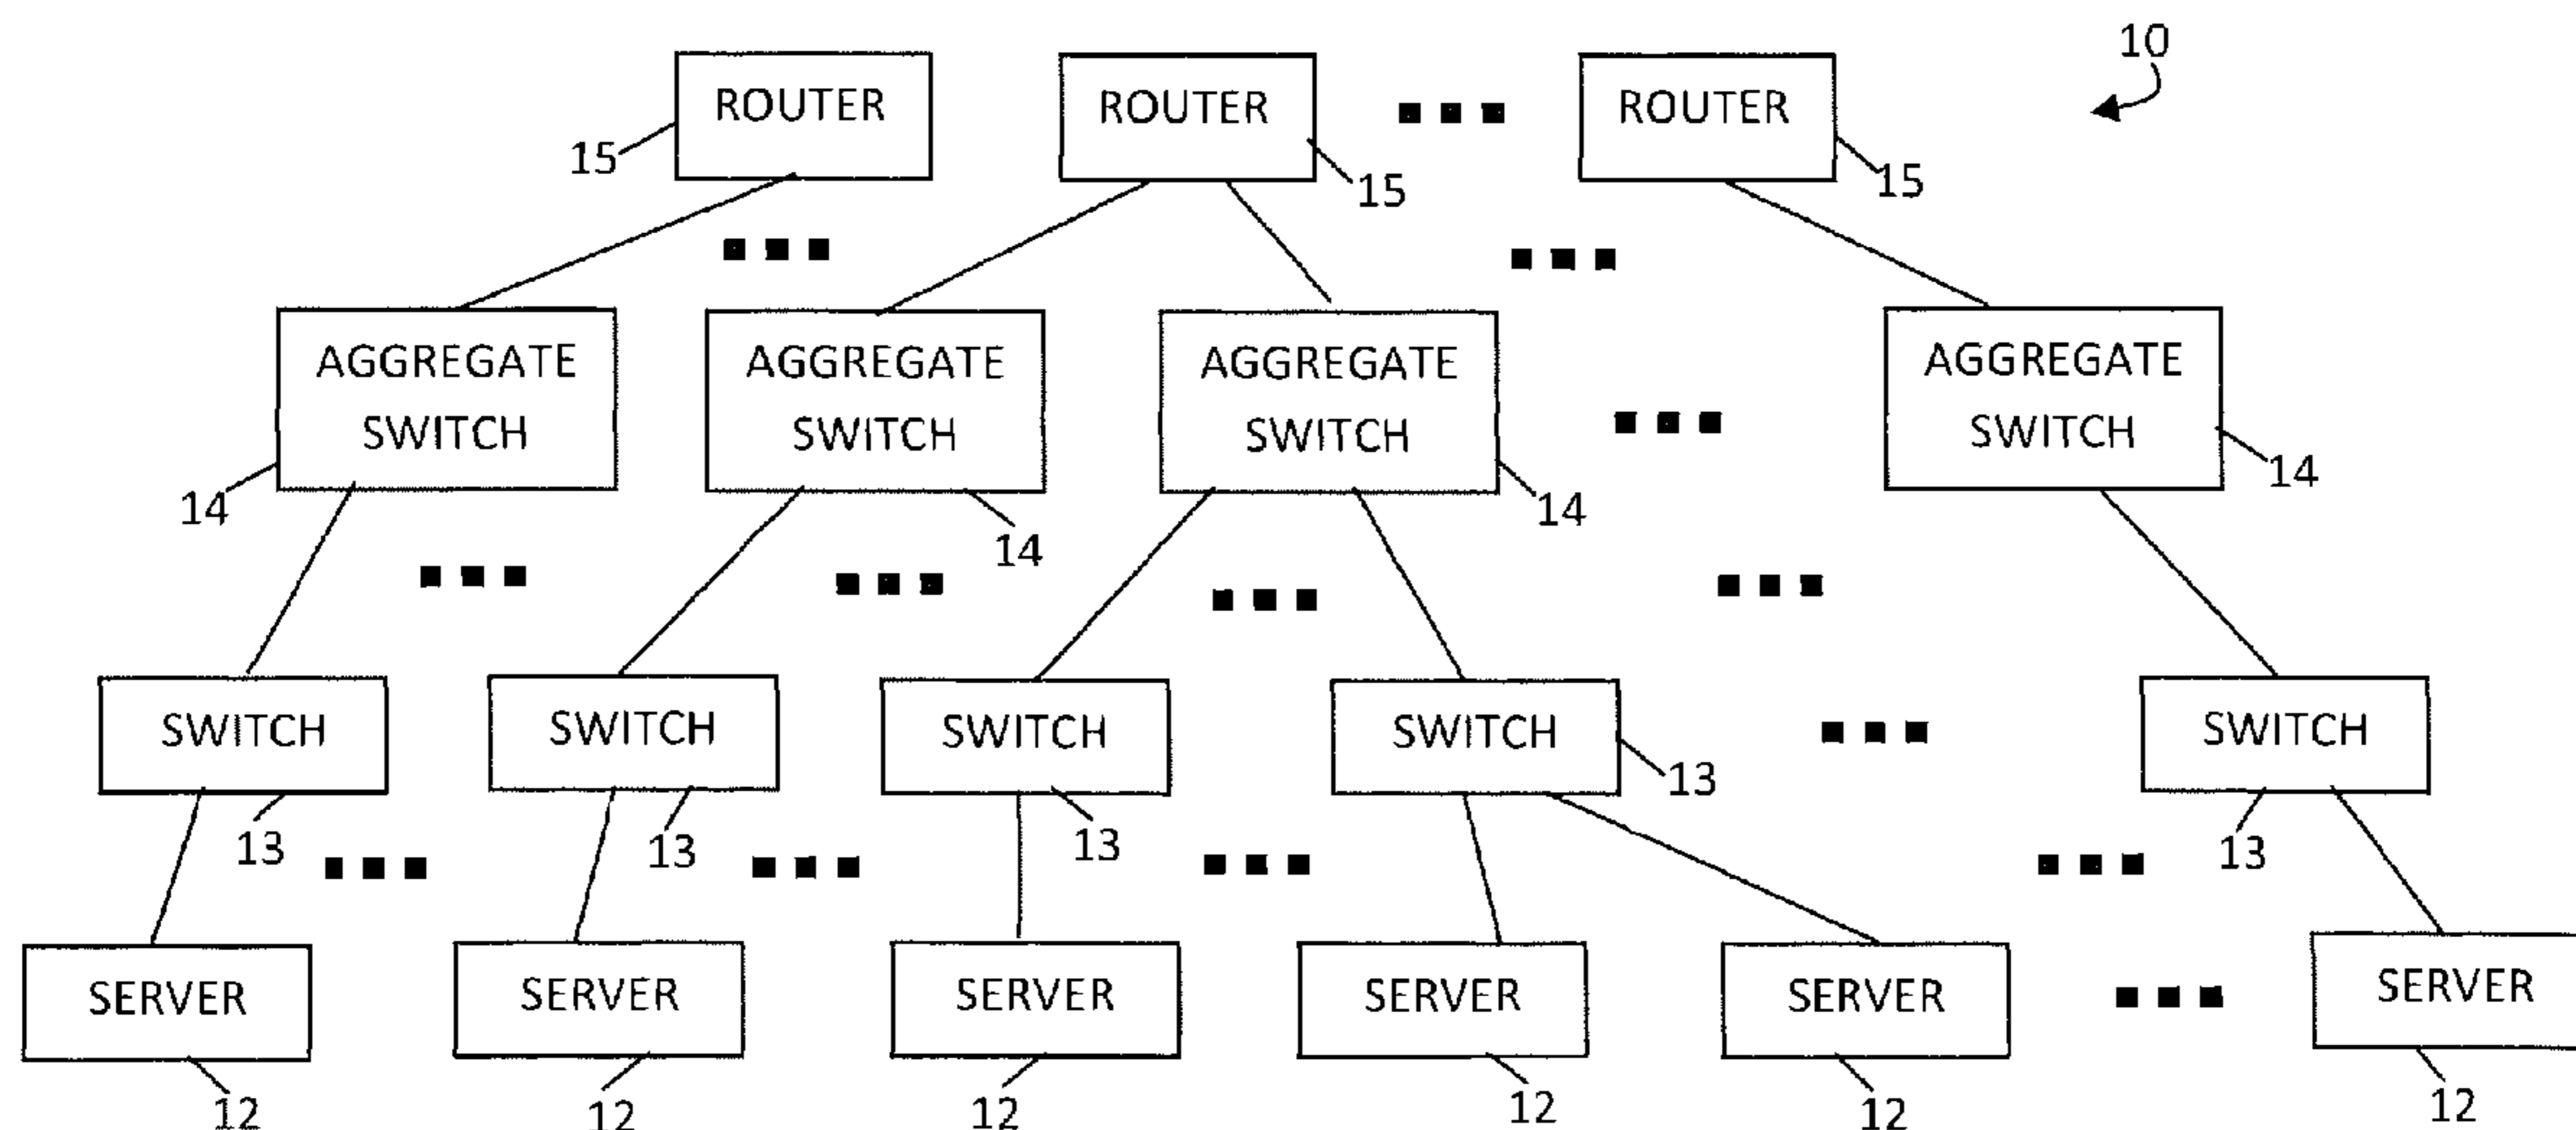 10
ROUTER
ROUTER
ROUTER
15
15
15
AGGREGATE
SWITCH
AGGREGATE
SWITCH
AGGREGATE
SWITCH
AGGREGATE
SWITCH
14
14
14
14
SWITCH
SWITCH
SWITCH
SWITCH
SWITCH
13
13
13
13
13
SERVER
SERVER
SERVER
SERVER
SERVER
SERVER
12
12
12
12
12
12